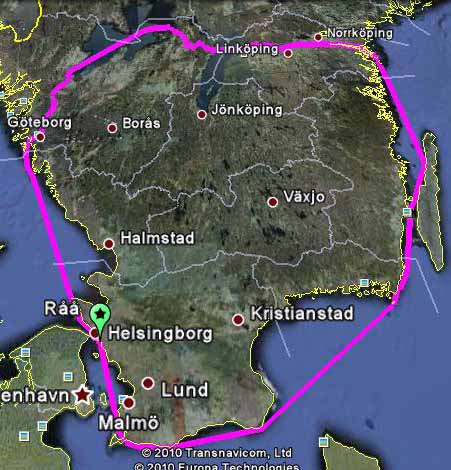 Norrköping
Linköping
Jönköping
Göteborg
Borås
Växjo
Halmstad
Råå
Helsingborg
Kristianstad
enhavn
Lund
Malmö
© 2010 Transnavicom, Ltd
© 2010 Europa Technologies